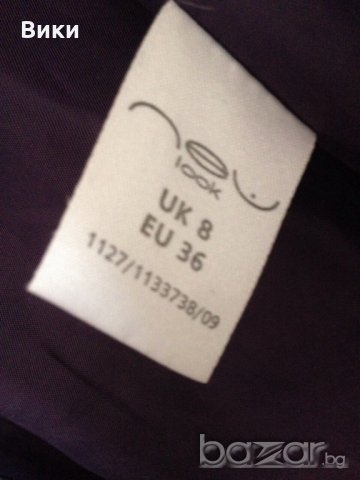 Вики
new
look
UK 8
EU 36
1127/1133738/09
bazar.bg